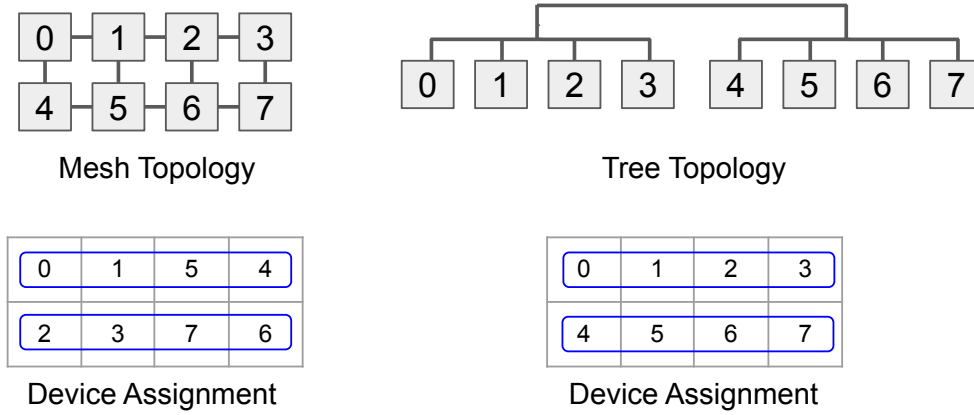 0 1 2 3
4 5 6 7
Mesh Topology
0 1 2 3 4 5 6 7
Tree Topology
0 1 5 4
2 3 7 6
Device Assignment
0 1 2 3
4 5 6 7
Device Assignment